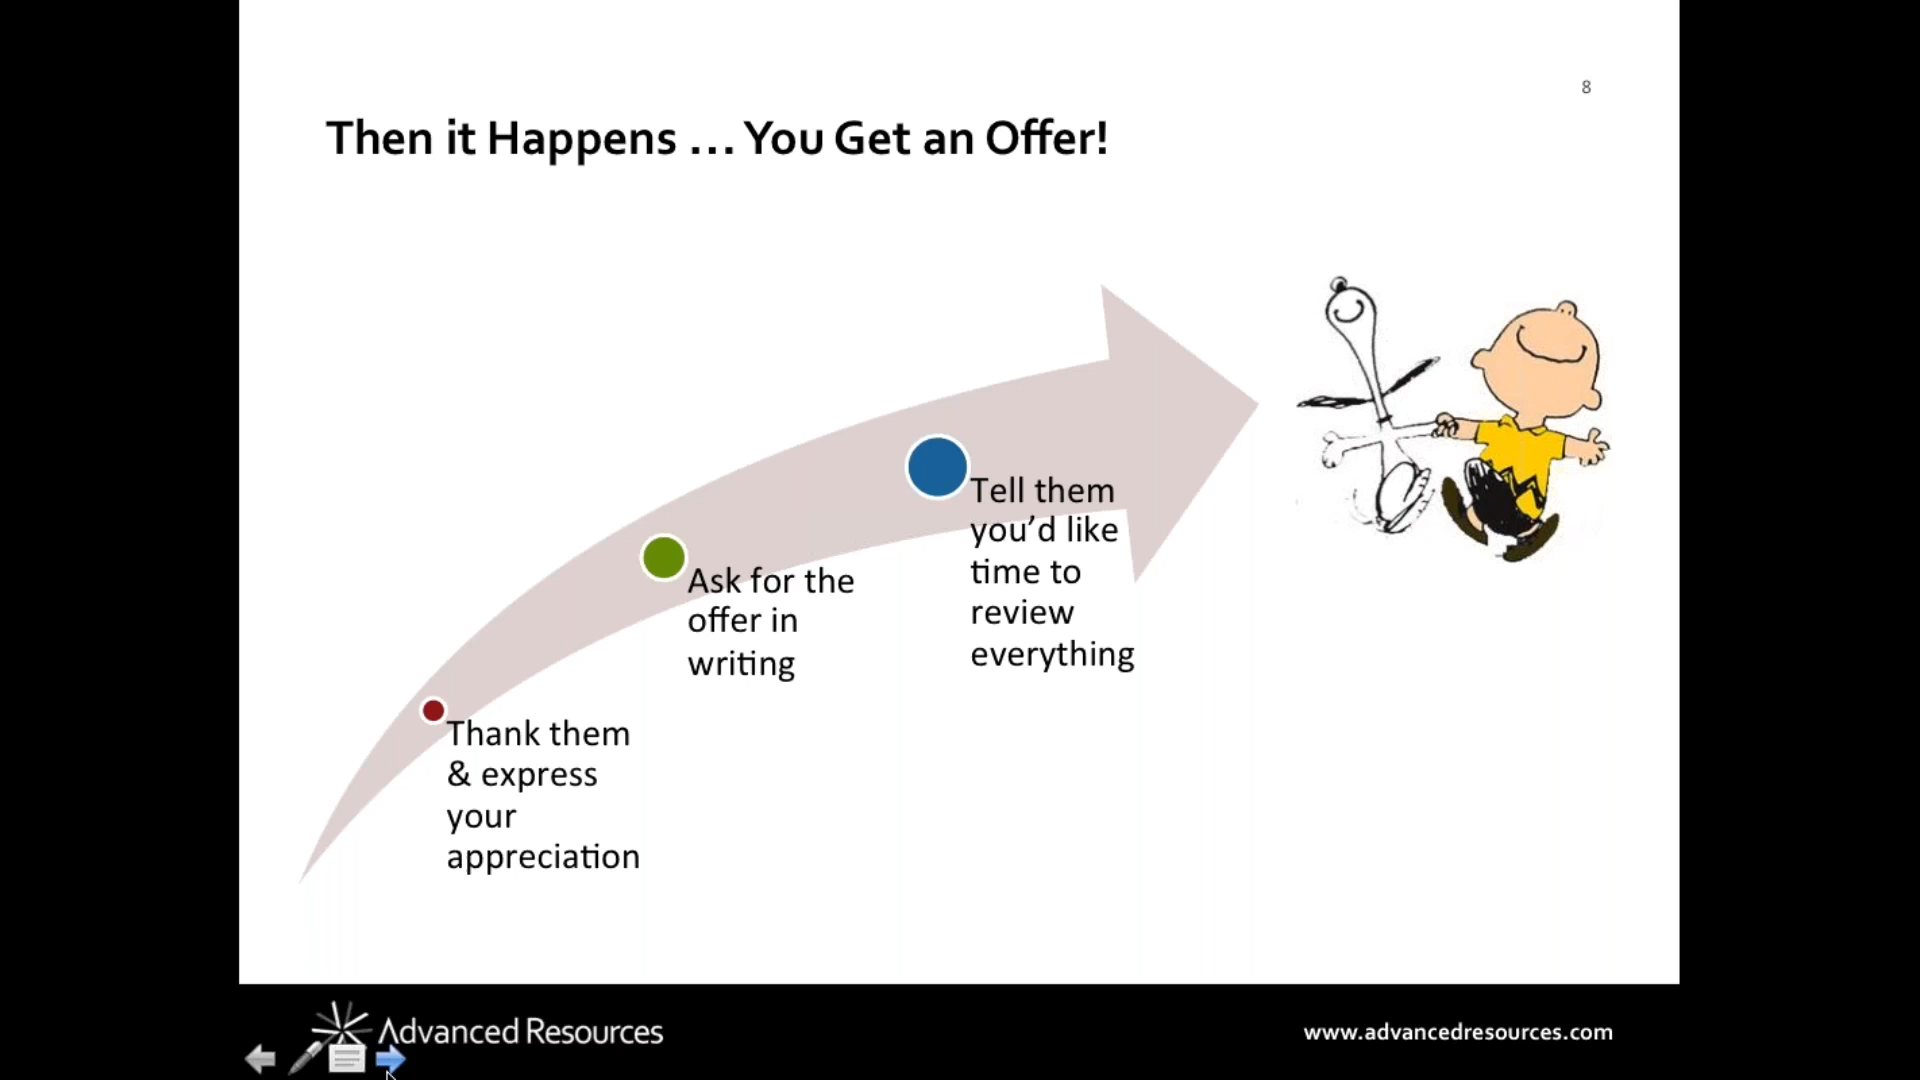 8
Then it Happens … You Get an Offer!
Thank them
& express
your
appreciation
Ask for the
offer in
writing
Tell them
you’d like
time to
review
everything
Advanced Resources
www.advancedresources.com